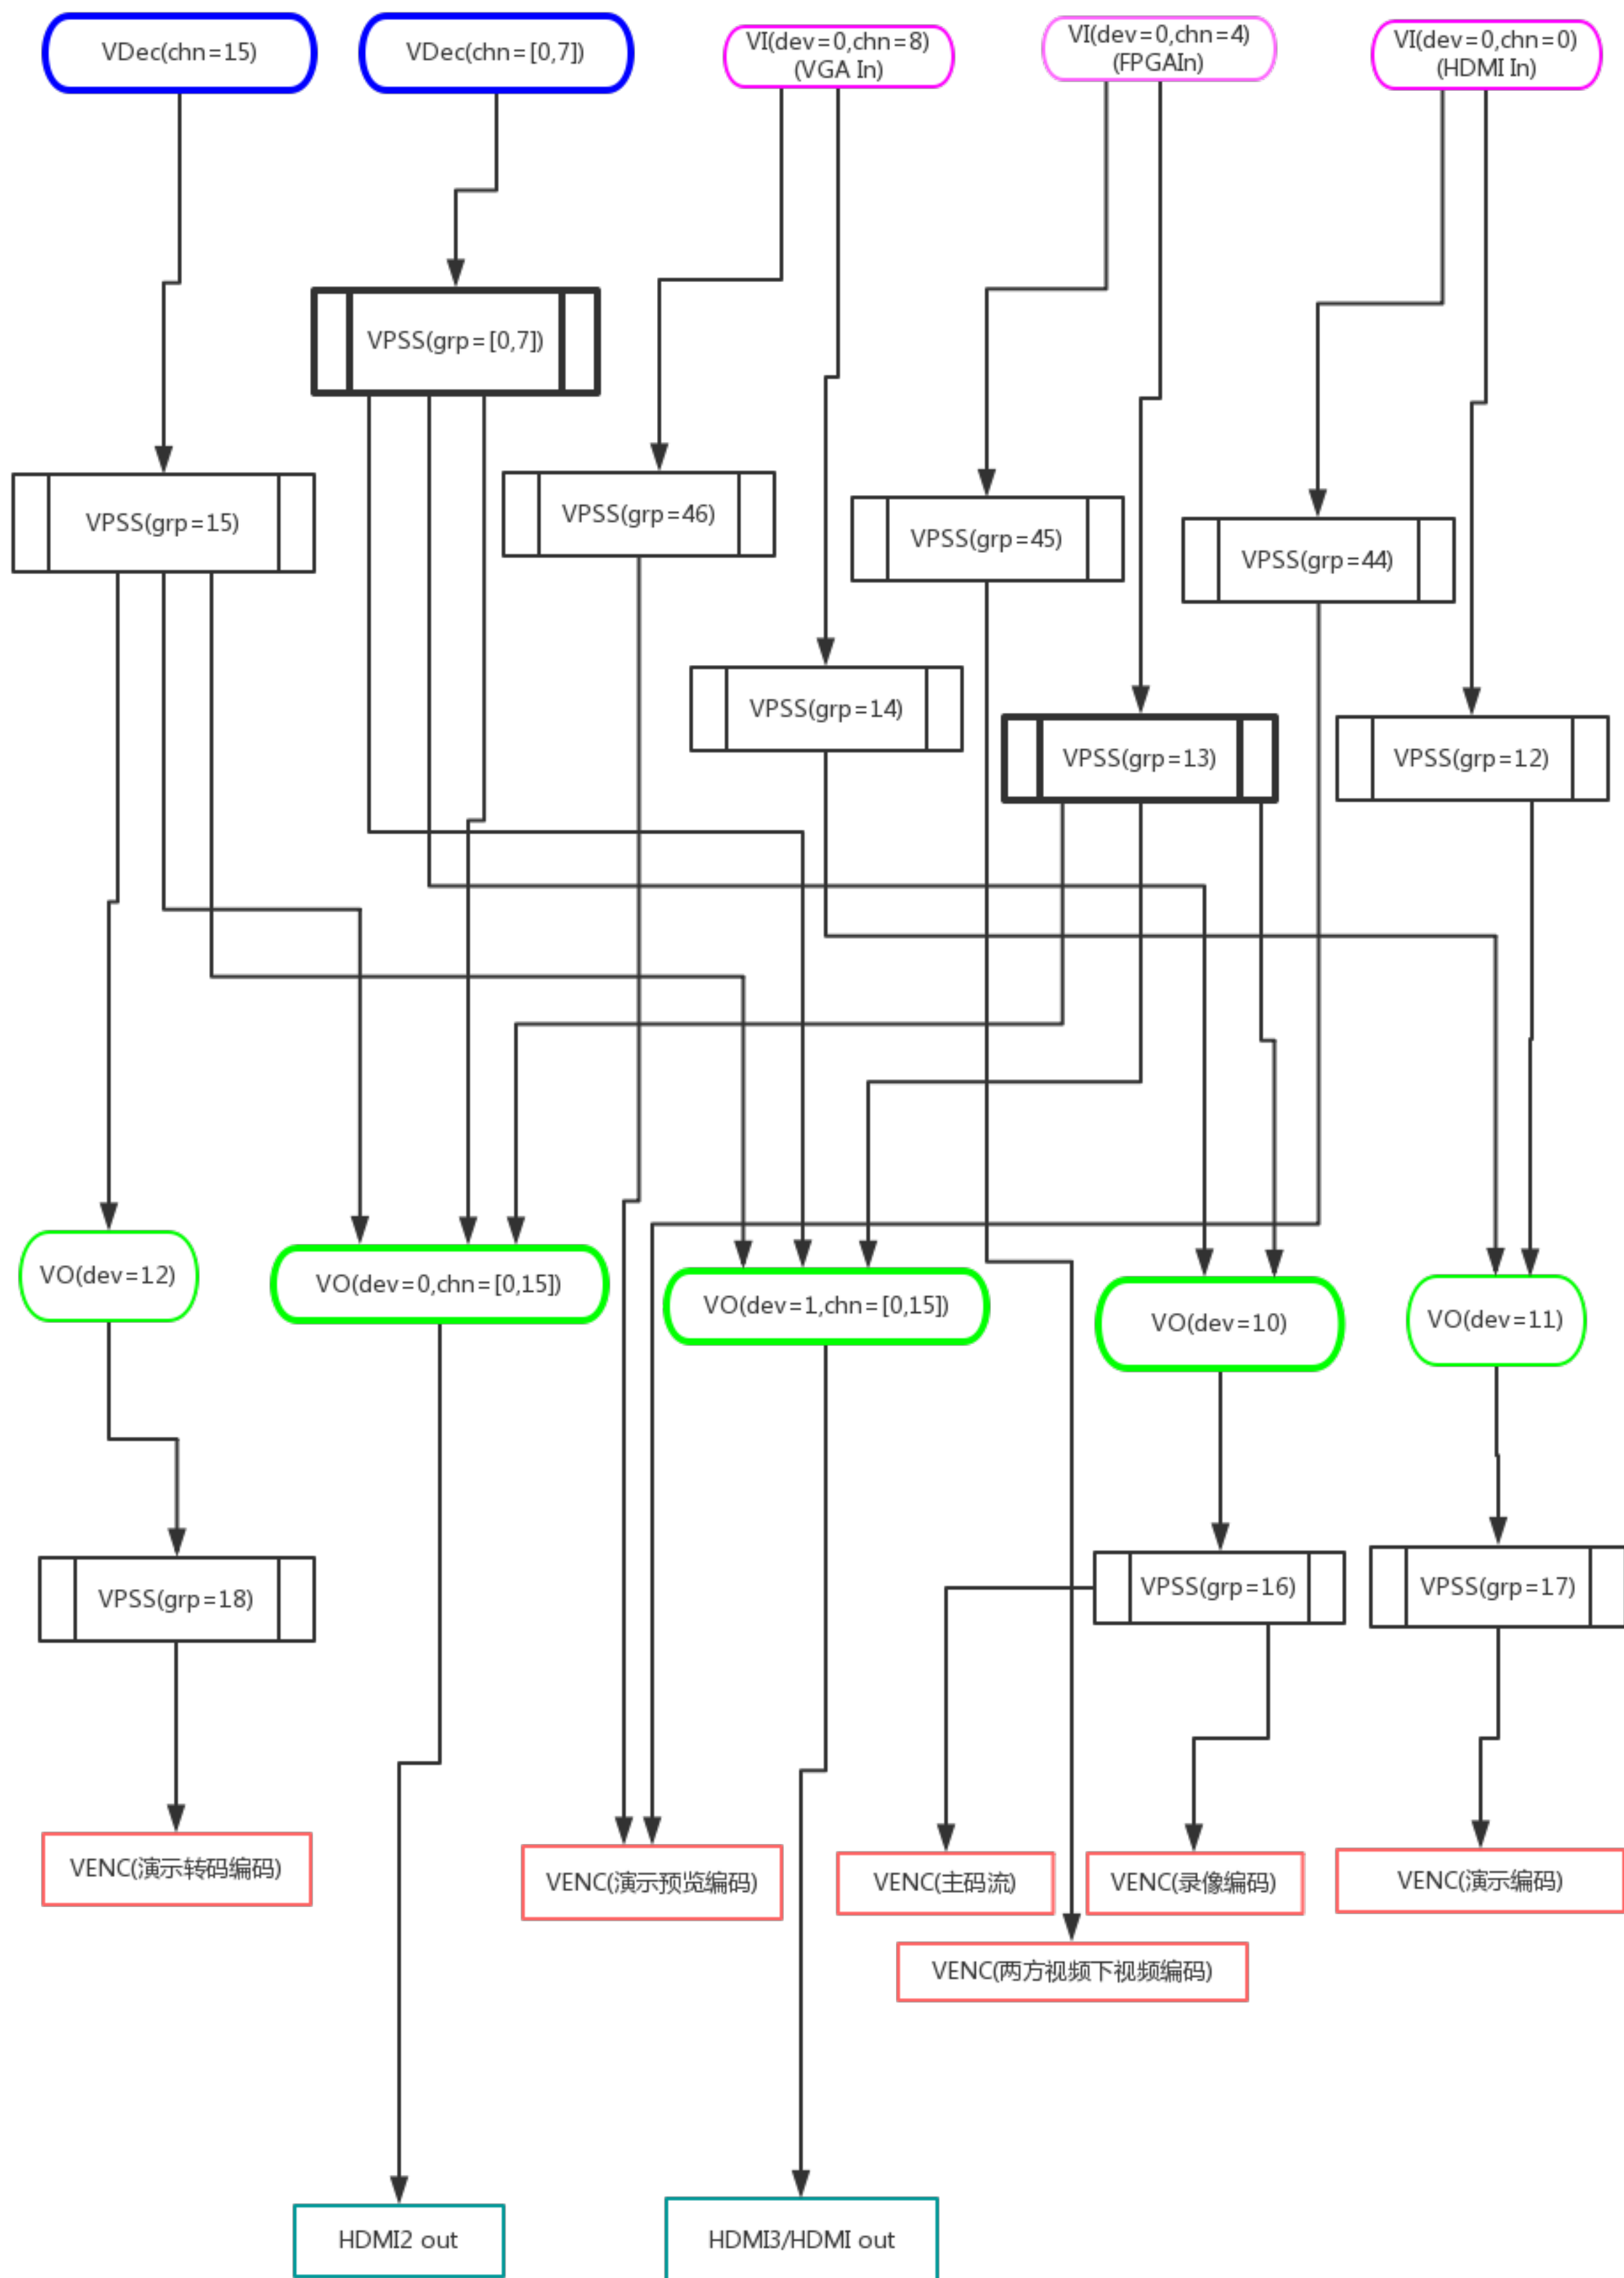 VDec(chn=15)
VDec(chn=[0,7])
VI(dev=0,chn=8)
(VGA In)
VI(dev=0,chn=4)
(FPGAIn)
VI(dev=0,chn=0)
(HDMI In)
VPSS(grp=[0,7])
VPSS(grp=15)
VPSS(grp=46)
VPSS(grp=45)
VPSS(grp=44)
VPSS(grp=14)
VPSS(grp=13)
VPSS(grp=12)
VO(dev=12)
VO(dev=0,chn=[0,15])
VO(dev=1,chn=[0,15])
VO(dev=10)
VO(dev=11)
VPSS(grp=18)
VPSS(grp=16)
VPSS(grp=17)
VENC(演示转码编码)
VENC(演示预览编码)
VENC(主码流)
VENC(录像编码)
VENC(演示编码)
VENC(两方视频下视频编码)
HDMI2 out
HDMI3/HDMI out